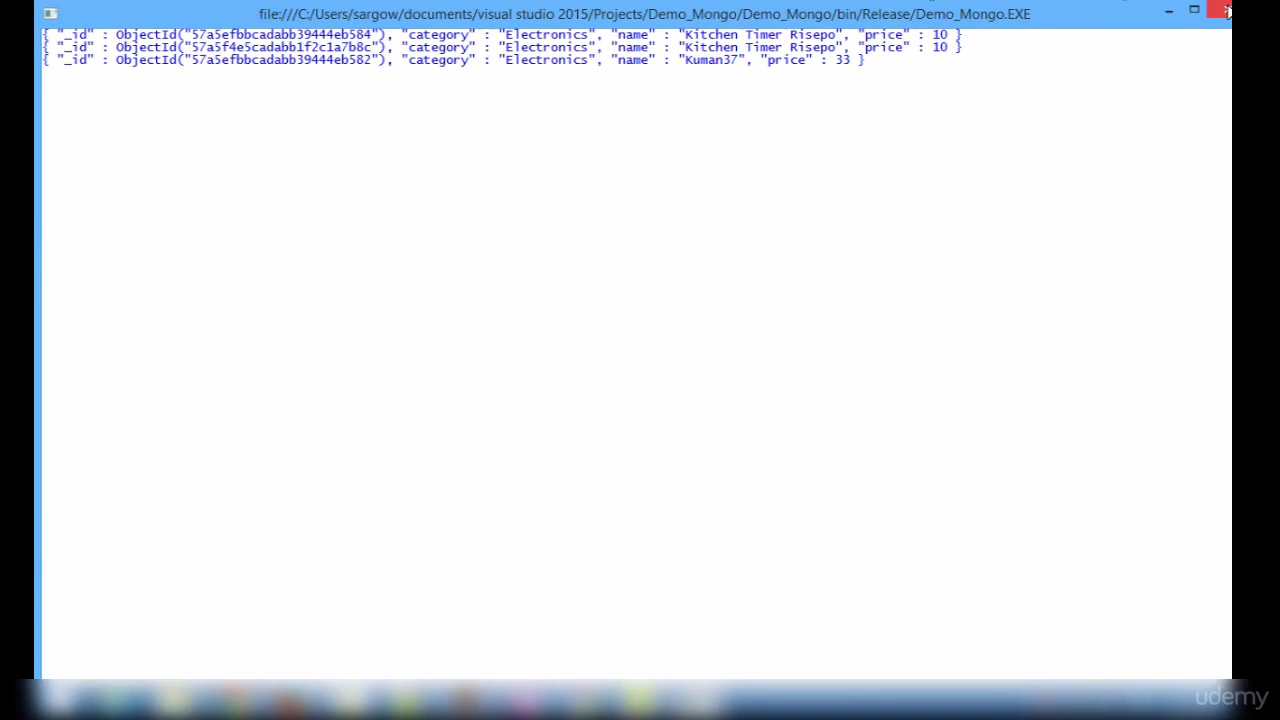 file:///C:/Users/sargow/documents/visual studio 2015/Projects/Demo_Mongo/Demo_Mongo/bin/Release/Demo_Mongo.EXE
{ "_id" : ObjectId("57a5efbbcadabb39444eb584"), "category" : "Electronics", "name" : "Kitchen Timer Risepo", "price" : 10 }
{ "_id" : ObjectId("57a5f4e5cadabb1f2c1a7b8c"), "category" : "Electronics", "name" : "Kitchen Timer Risepo", "price" : 10 }
{ "_id" : ObjectId("57a5efbbcadabb39444eb582"), "category" : "Electronics", "name" : "Kuman37", "price" : 33 }
udemy